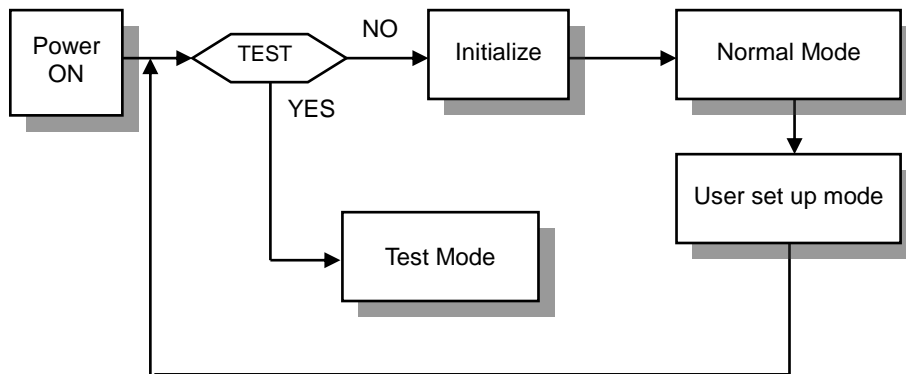 Power
ON
TEST
NO
YES
Initialize
Normal Mode
User set up mode
Test Mode